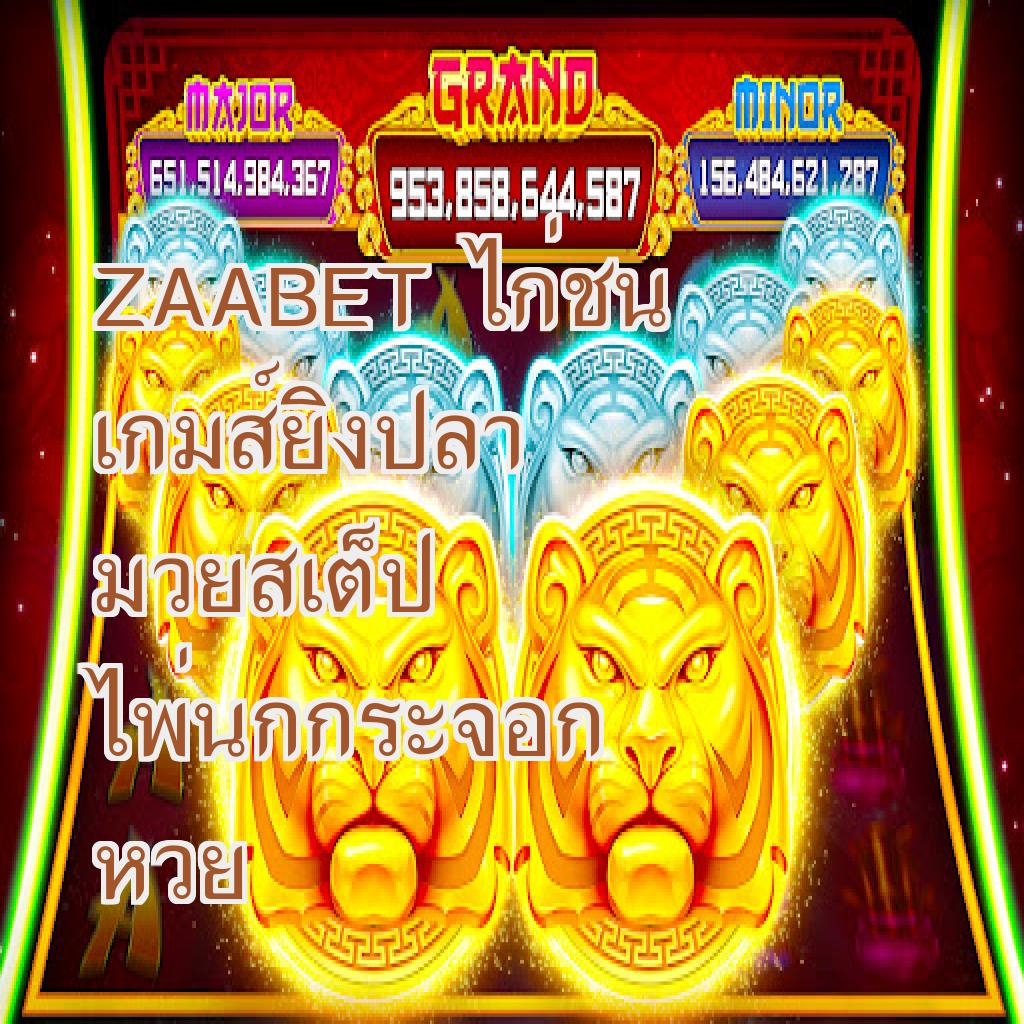 MAJOR
GRAND
MINOR
651,514,984,367
953,858,644,587
156,484,621,287
ZAABET ไก่ชน
เกมส์ยิงปลา
มวยสเต็ป
ไพ่นกกระจอก
หวย